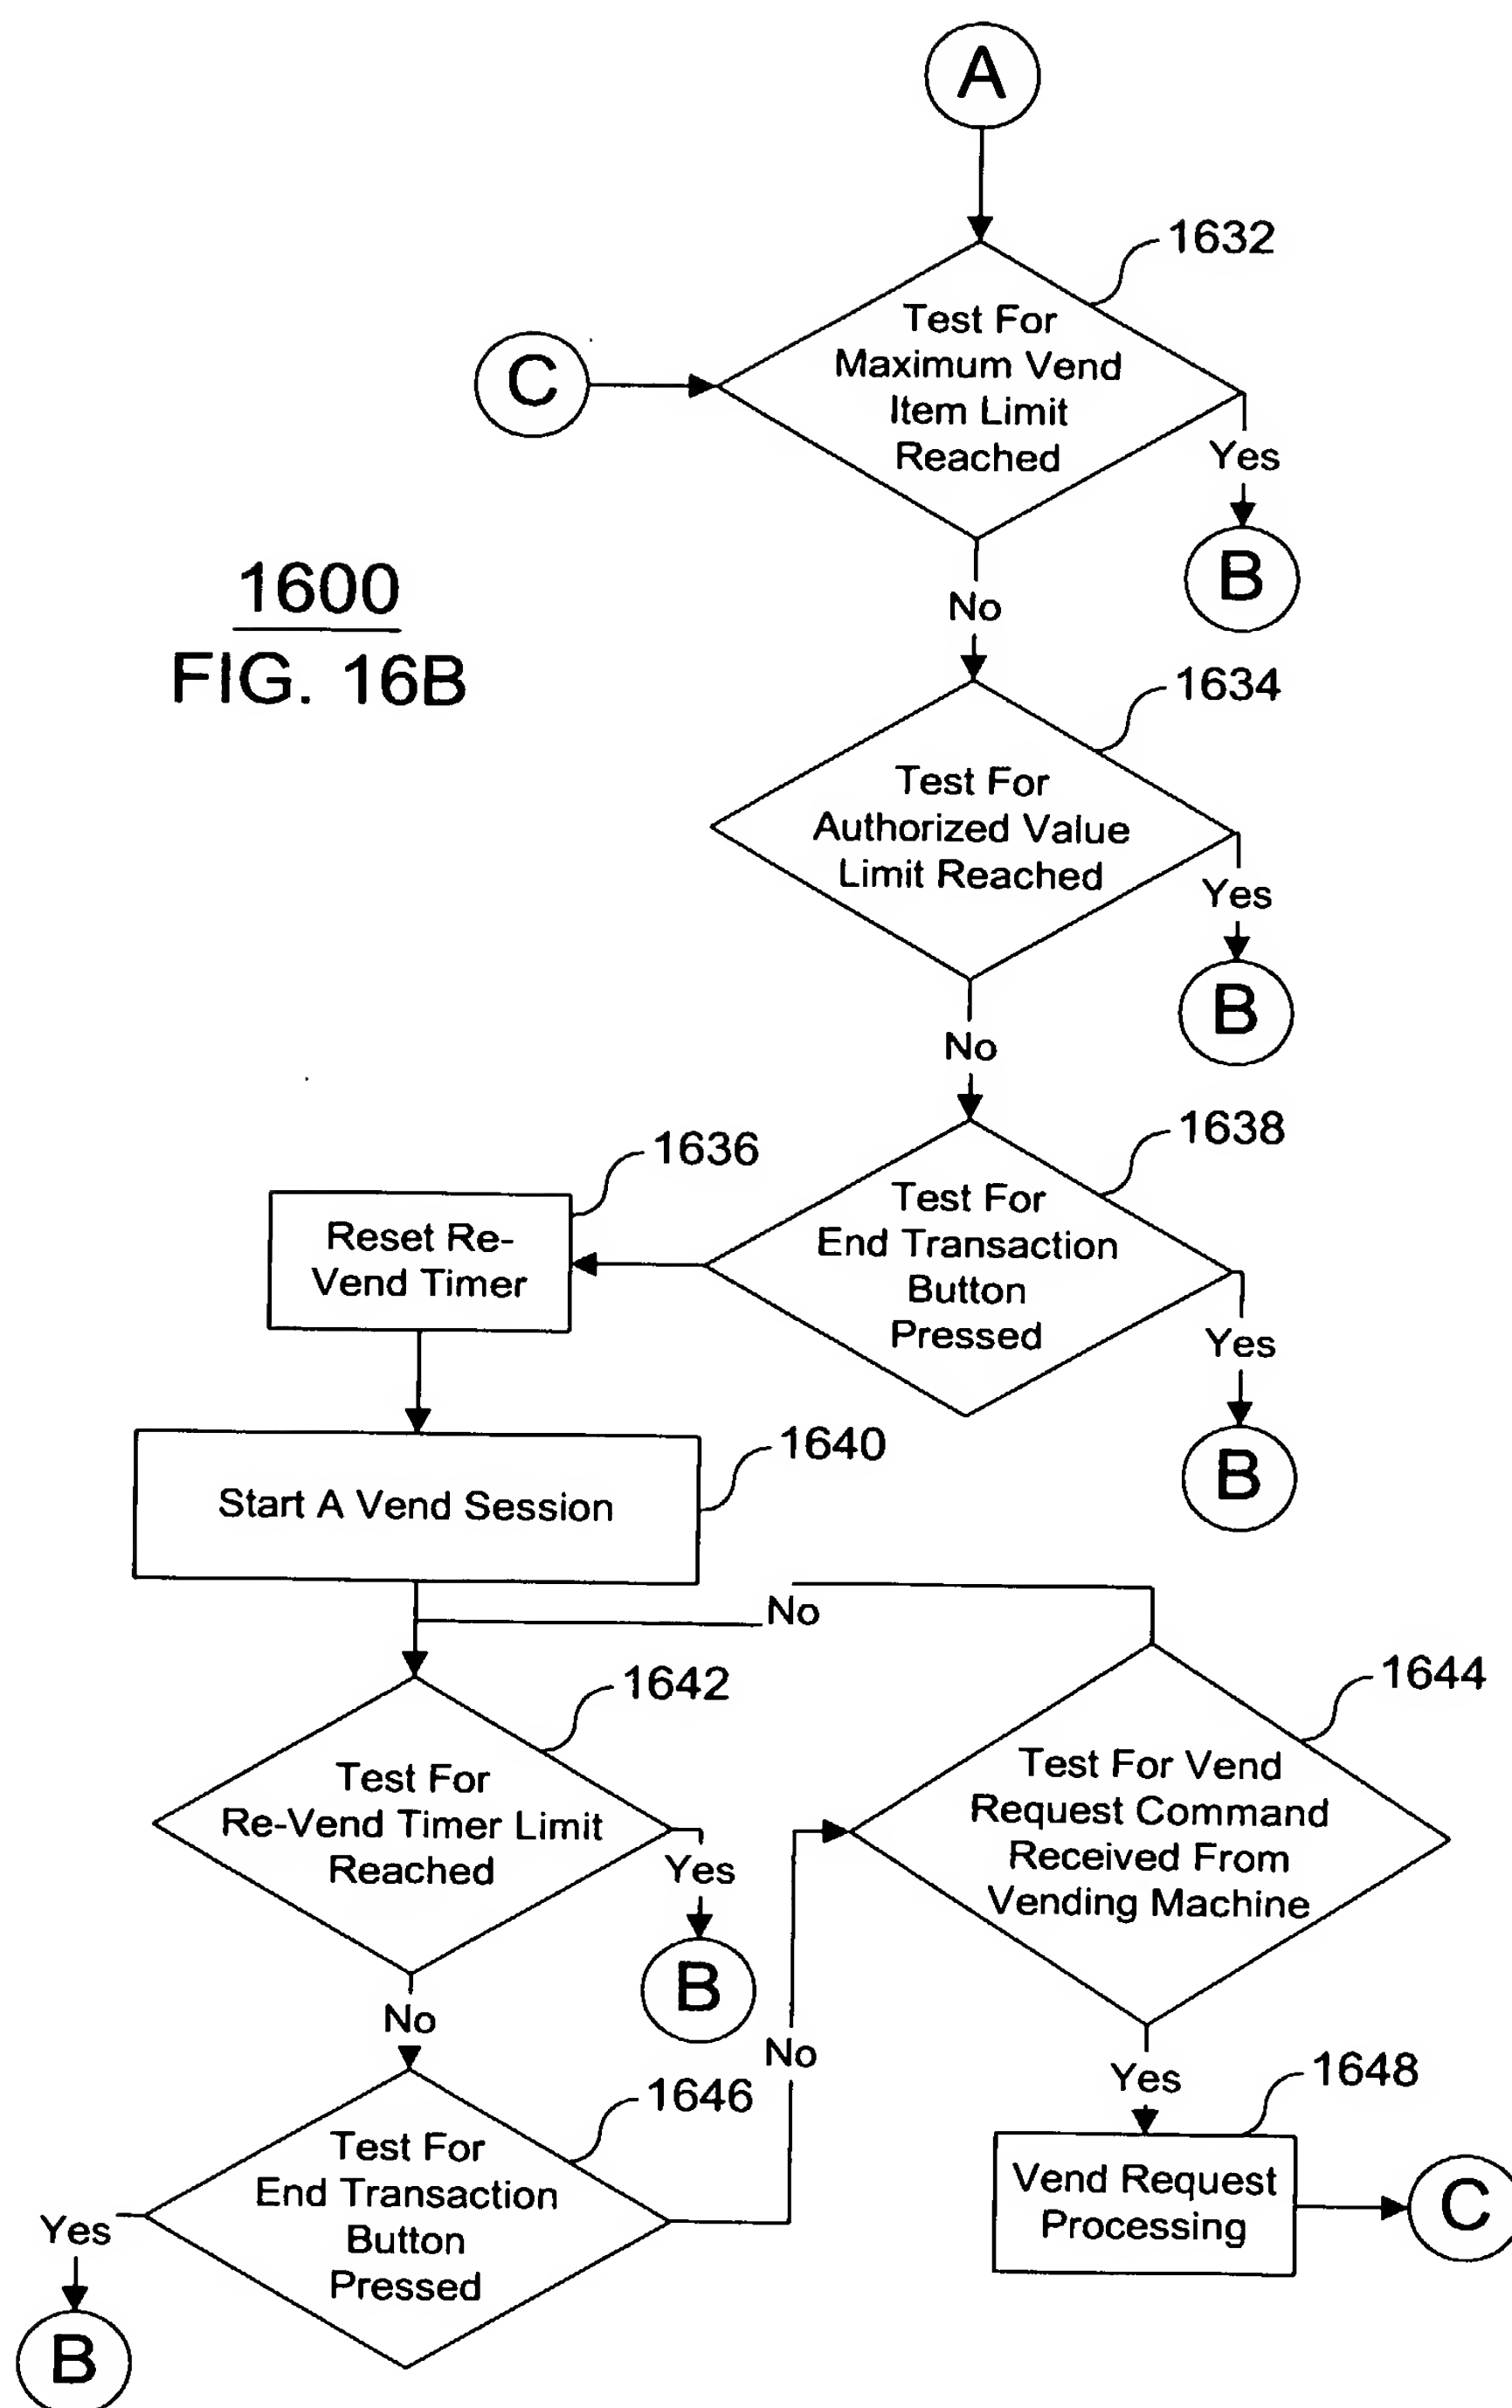 A
1632
Test For
Maximum Vend
Item Limit
Reached
C
Yes
B
1600
FIG. 16B
No
1634
Test For
Authorized Value
Limit Reached
Yes
B
No
1638
1636
Test For
End Transaction
Button
Pressed
Reset Re-
Vend Timer
Yes
B
1640
Start A Vend Session
No
1642
1644
Test For
Re-Vend Timer Limit
Reached
Test For Vend
Request Command
Received From
Vending Machine
Yes
B
No
No
Yes
1648
1646
Test For
End Transaction
Button
Pressed
Vend Request
Processing
C
Yes
B